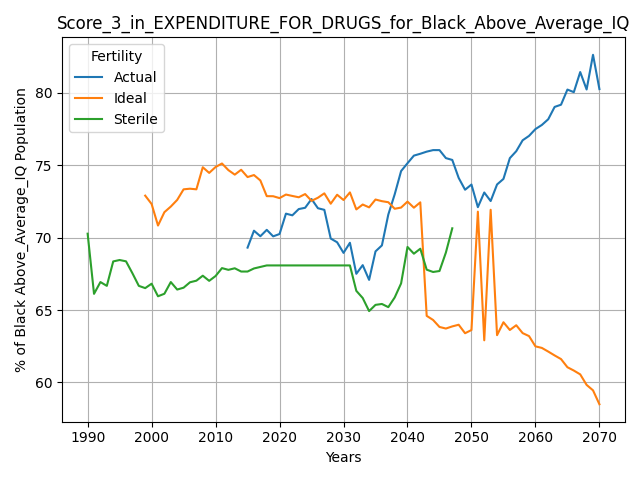 Score_3_in_EXPENDITURE_FOR_DRUGS_for_Black_Above_Average_IQ
Fertility
Actual
Ideal
Sterile
% of Black Above_Average_IQ Population
80
75
70
65
60
1990
2000
2010
2020
2030
2040
2050
2060
2070
Years